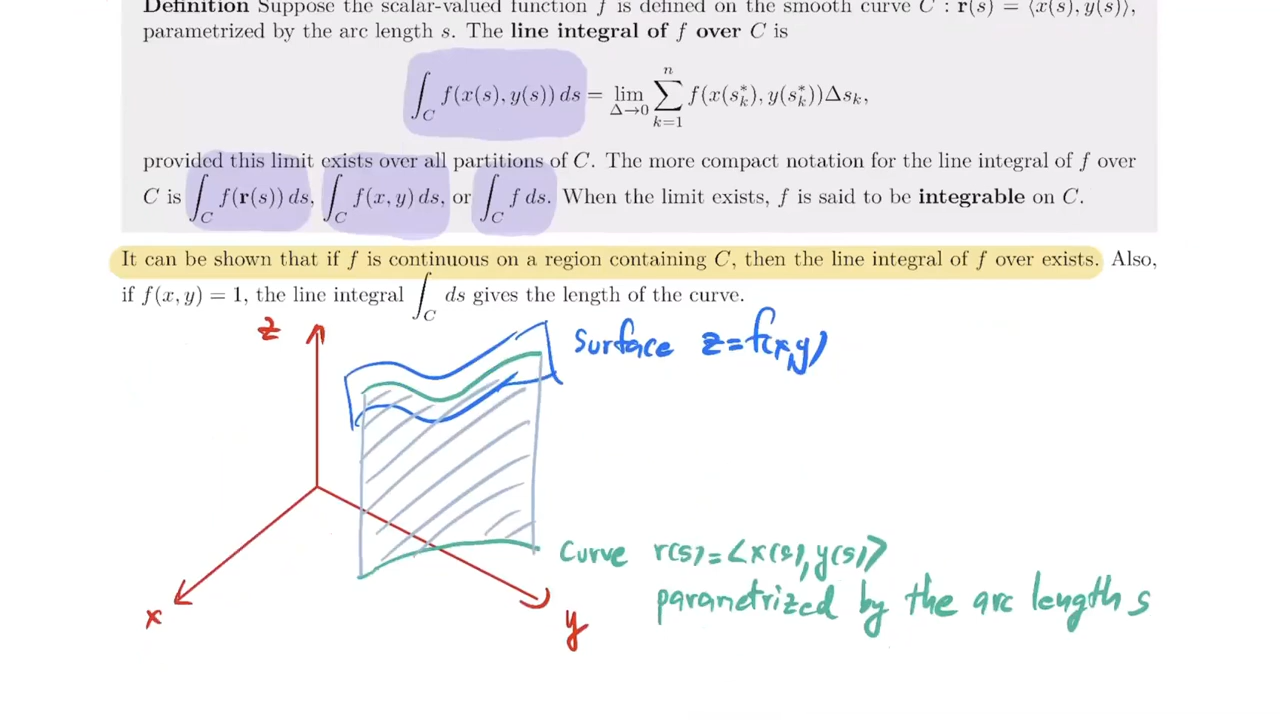 Definition Suppose the scalar-valued function f is defined on the smooth curve C : r(s) = ⟨x(s), y(s)⟩,
parametrized by the arc length s. The line integral of f over C is
∫_C f(x(s), y(s)) ds = lim_{Δ→0} ∑_{k=1}^{n} f(x(s*_k), y(s*_k))Δs_k,
provided this limit exists over all partitions of C. The more compact notation for the line integral of f over
C is ∫_C f(r(s)) ds, ∫_C f(x, y) ds, or ∫_C f ds. When the limit exists, f is said to be integrable on C.
It can be shown that if f is continuous on a region containing C, then the line integral of f over exists. Also,
if f(x, y) = 1, the line integral ∫_C ds gives the length of the curve.
z
Surface z=f(x,y)
Curve r(s)=<x(s),y(s)>
parametrized by the arc length s
x
y